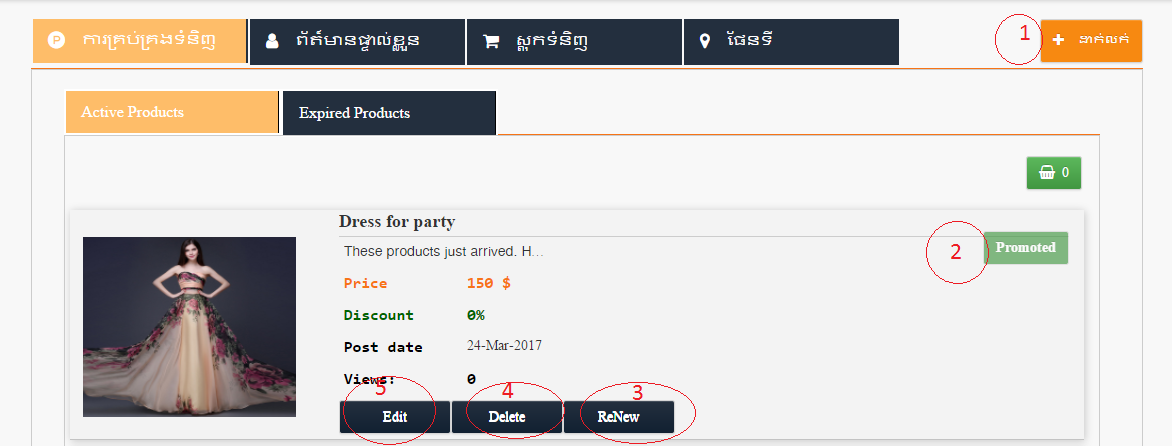 ការគ្រប់គ្រងទំនិញ ព័ត៌មានផ្ទាល់ខ្លួន ស្តុកទំនិញ ផែនទី 1 ដាក់លក់
Active Products Expired Products
0
Dress for party
These products just arrived. H...
2 Promoted
Price 150 $
Discount 0%
Post date 24-Mar-2017
Views: 0
5 4 3
Edit Delete ReNew